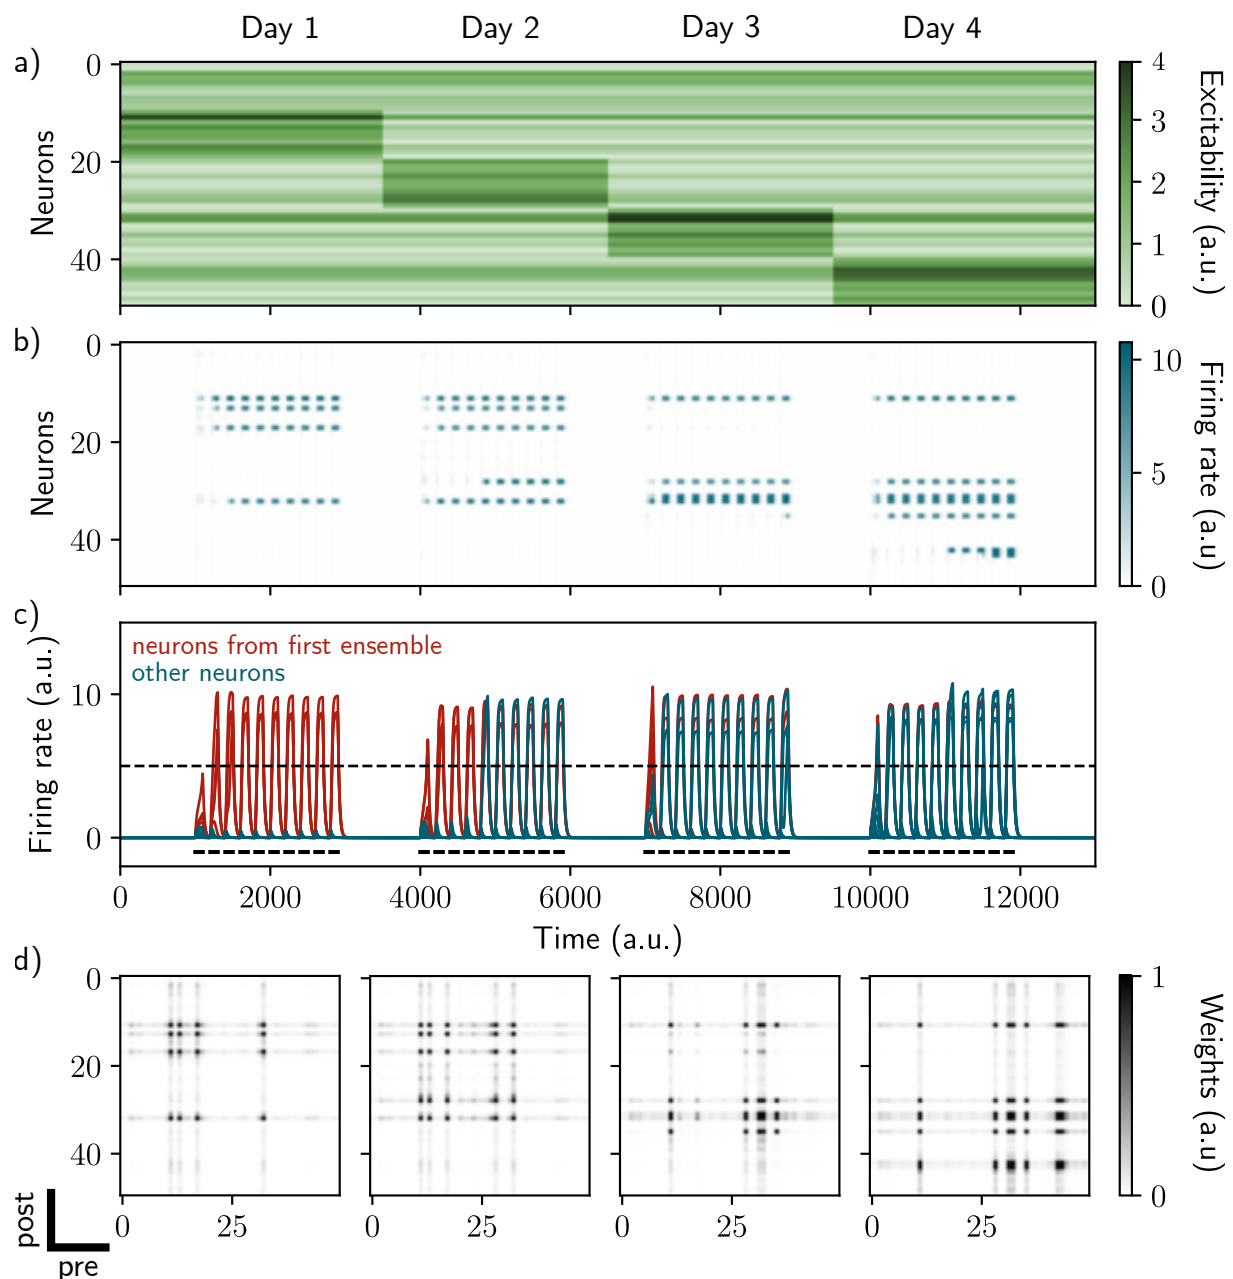 Day 1 Day 2 Day 3 Day 4
a)
0
20
40
Neurons
4
3
2
1
0
Excitability (a.u.)
b)
0
20
40
Neurons
10
5
0
Firing rate (a.u)
c)
10
0
Firing rate (a.u.)
neurons from first ensemble
other neurons
0 2000 4000 6000 8000 10000 12000
Time (a.u.)
d)
0
20
40
0 25 0 25 0 25 0 25
1
0
Weights (a.u)
post
pre